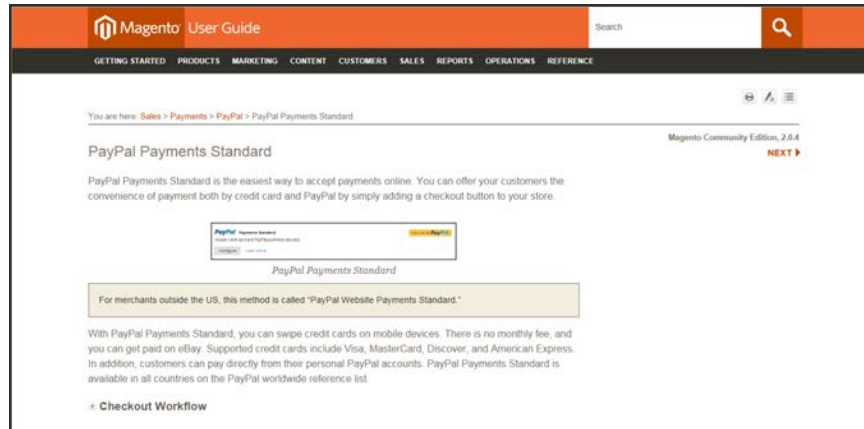 Magento User Guide
Search
GETTING STARTED PRODUCTS MARKETING CONTENT CUSTOMERS SALES REPORTS OPERATIONS REFERENCE
You are here: Sales > Payments > PayPal > PayPal Payments Standard
Magento Community Edition, 2.0.4
NEXT
PayPal Payments Standard
PayPal Payments Standard is the easiest way to accept payments online. You can offer your customers the
convenience of payment both by credit card and PayPal by simply adding a checkout button to your store.
PayPal Payments Standard
Configure Learn More
PayPal Payments Standard
For merchants outside the US, this method is called "PayPal Website Payments Standard."
With PayPal Payments Standard, you can swipe credit cards on mobile devices. There is no monthly fee, and
you can get paid on eBay. Supported credit cards include Visa, MasterCard, Discover, and American Express.
In addition, customers can pay directly from their personal PayPal accounts. PayPal Payments Standard is
available in all countries on the PayPal worldwide reference list.
Checkout Workflow